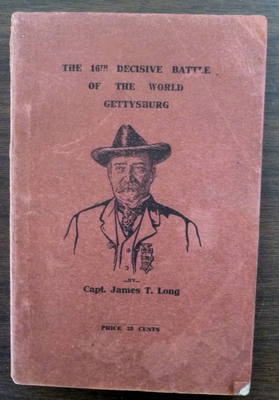 THE 16TH DECISIVE BATTLE
OF THE WORLD
GETTYSBURG
...BY...
Capt. James T. Long
PRICE 25 CENTS